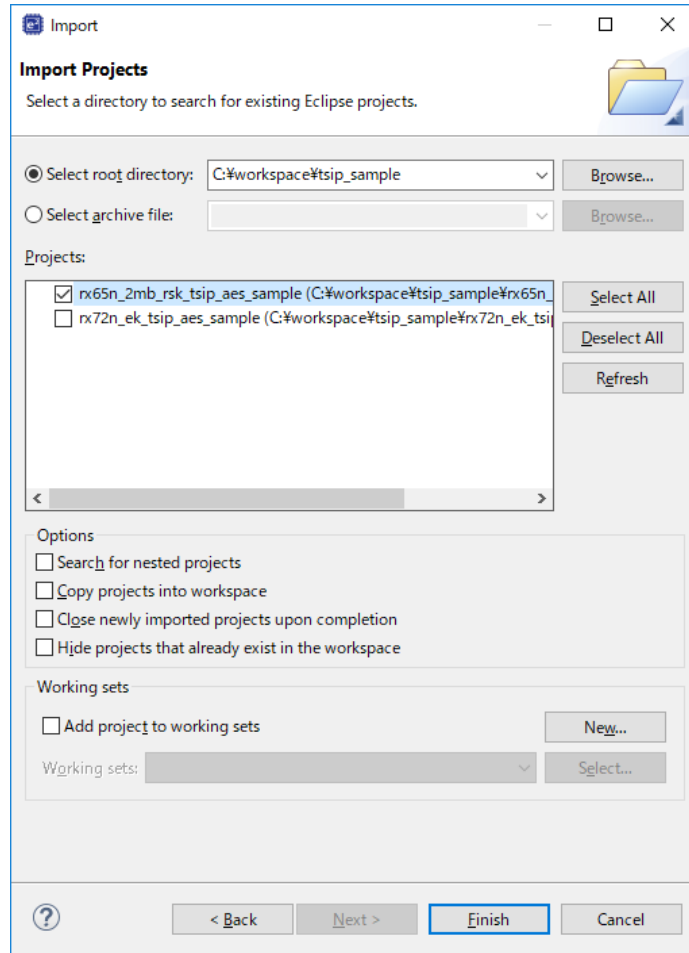 e²
Import
Import Projects
Select a directory to search for existing Eclipse projects.
Select root directory: C:¥workspace¥tsip_sample Browse...
Select archive file: Browse...
Projects:
rx65n_2mb_rsk_tsip_aes_sample (C:¥workspace¥tsip_sample¥rx65n_ Select All
rx72n_ek_tsip_aes_sample (C:¥workspace¥tsip_sample¥rx72n_ek_tsip
Deselect All
Refresh
Options
Search for nested projects
Copy projects into workspace
Close newly imported projects upon completion
Hide projects that already exist in the workspace
Working sets
Add project to working sets New...
Working sets: Select...
? < Back Next > Finish Cancel